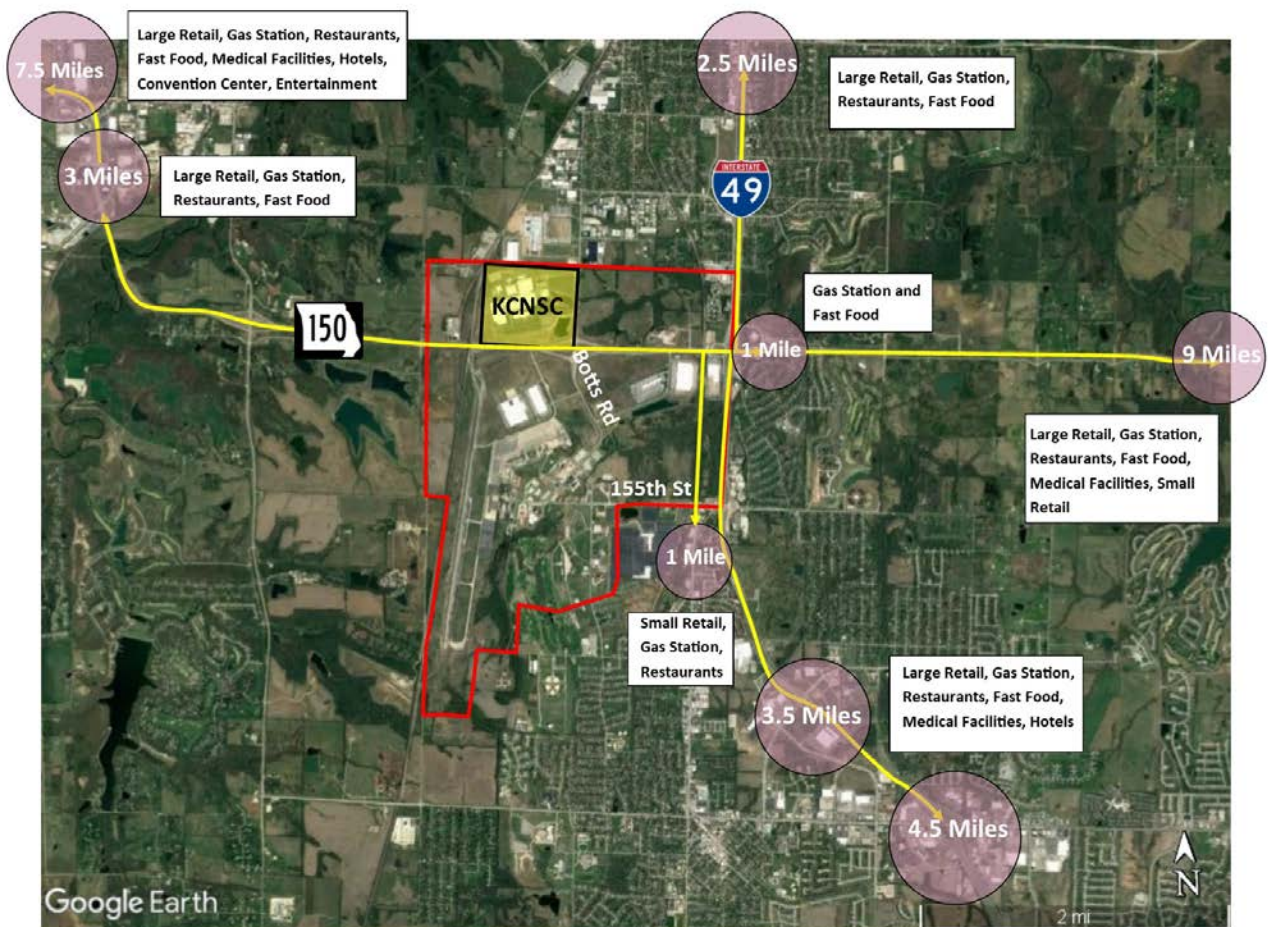 Large Retail, Gas Station, Restaurants,
Fast Food, Medical Facilities, Hotels,
Convention Center, Entertainment
7.5 Miles
2.5 Miles
Large Retail, Gas Station,
Restaurants, Fast Food
3 Miles
Large Retail, Gas Station,
Restaurants, Fast Food
INTERSTATE
49
KCNSC
Gas Station and
Fast Food
150
1 Mile
9 Miles
Botts Rd
Large Retail, Gas Station,
Restaurants, Fast Food,
Medical Facilities, Small
Retail
155th St
1 Mile
Small Retail,
Gas Station,
Restaurants
Large Retail, Gas Station,
Restaurants, Fast Food,
Medical Facilities, Hotels
3.5 Miles
4.5 Miles
N
Google Earth
2 mi